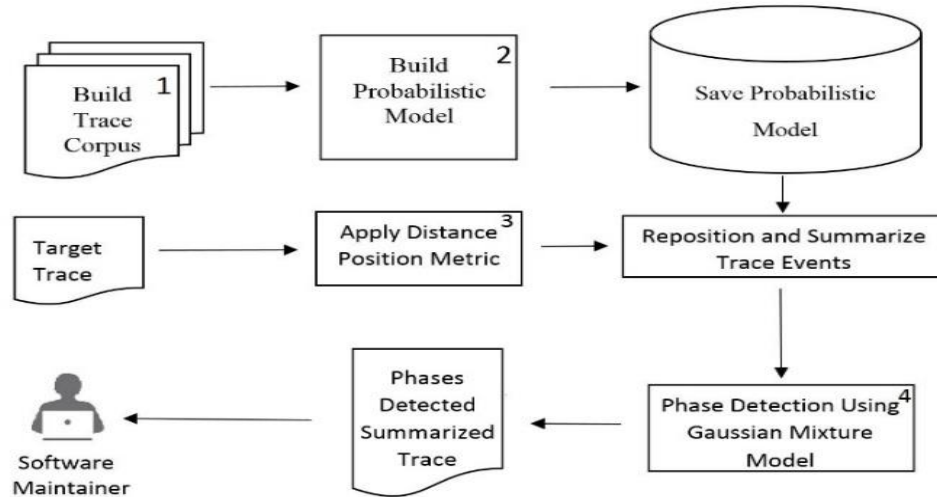 1
Build
Trace
Corpus
2
Build
Probabilistic
Model
Save Probabilistic
Model
Target
Trace
3
Apply Distance
Position Metric
Reposition and Summarize
Trace Events
Software
Maintainer
Phases
Detected
Summarized
Trace
4
Phase Detection Using
Gaussian Mixture
Model